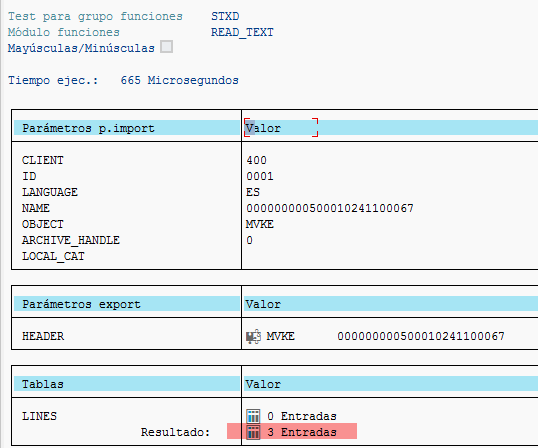 Test para grupo funciones STXD
Módulo funciones READ_TEXT
Mayúsculas/Minúsculas
Tiempo ejec.: 665 Microsegundos
Parámetros p.import Valor
CLIENT 400
ID 0001
LANGUAGE ES
NAME 000000000500010241100067
OBJECT MVKE
ARCHIVE_HANDLE 0
LOCAL_CAT
Parámetros export Valor
HEADER MVKE 000000000500010241100067
Tablas Valor
LINES 0 Entradas
Resultado: 3 Entradas